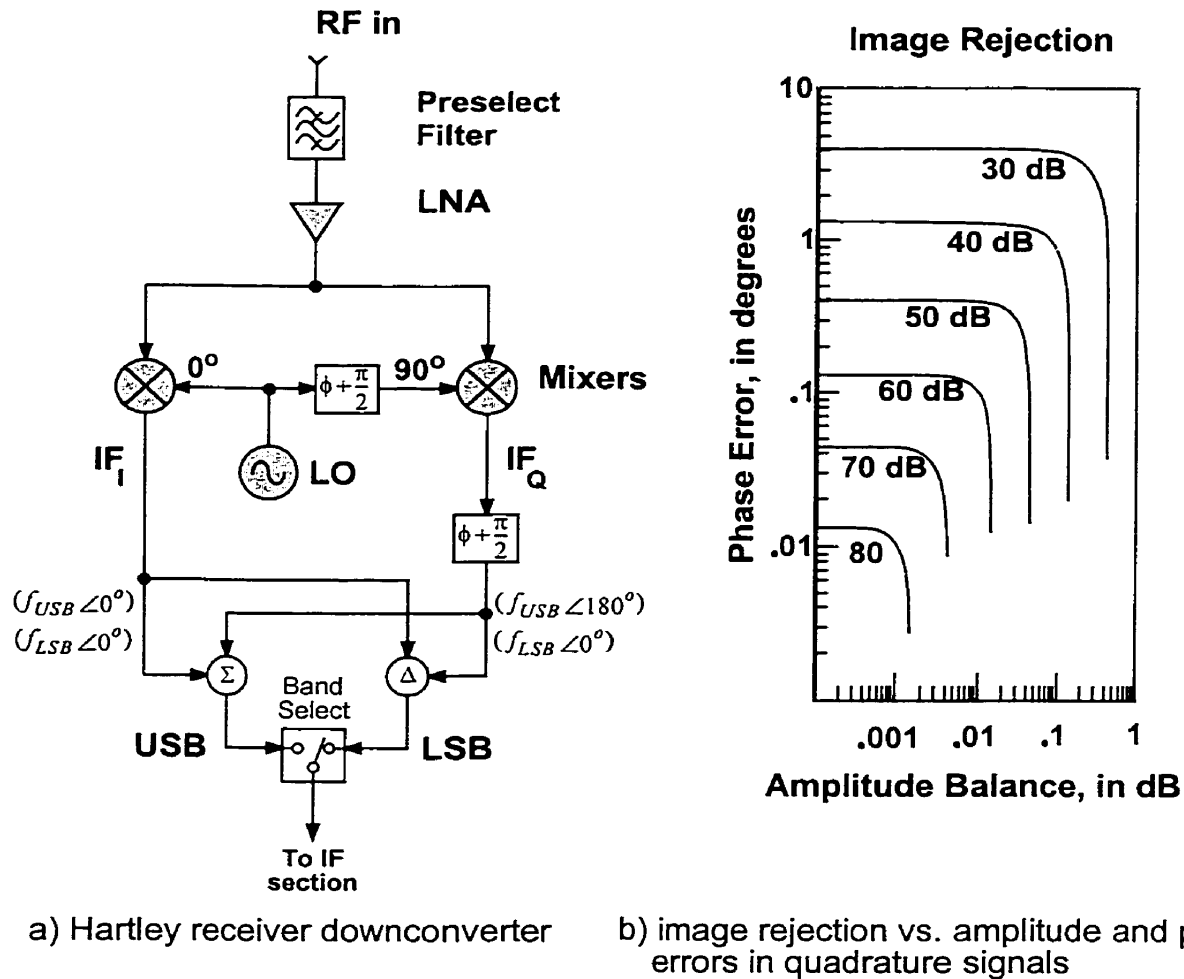 RF in
Preselect
Filter
LNA
0°
ϕ+π/2
90°
Mixers
IF_I
LO
IF_Q
ϕ+π/2
(f_USB∠0°)
(f_LSB∠0°)
(f_USB∠180°)
(f_LSB∠0°)
Σ
Δ
Band
Select
USB
LSB
To IF
section
a) Hartley receiver downconverter
Image Rejection
10
1
.1
.01
Phase Error, in degrees
30 dB
40 dB
50 dB
60 dB
70 dB
80
.001 .01 .1 1
Amplitude Balance, in dB
b) image rejection vs. amplitude and p
errors in quadrature signals